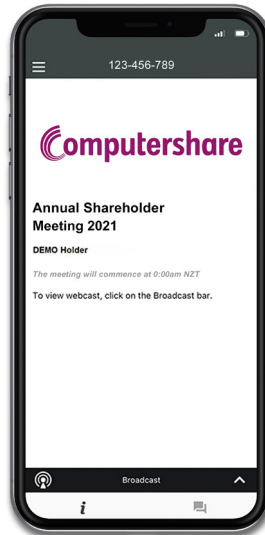 123-456-789
Computershare
Annual Shareholder
Meeting 2021
DEMO Holder
The meeting will commence at 0:00am NZT
To view webcast, click on the Broadcast bar.
Broadcast
i